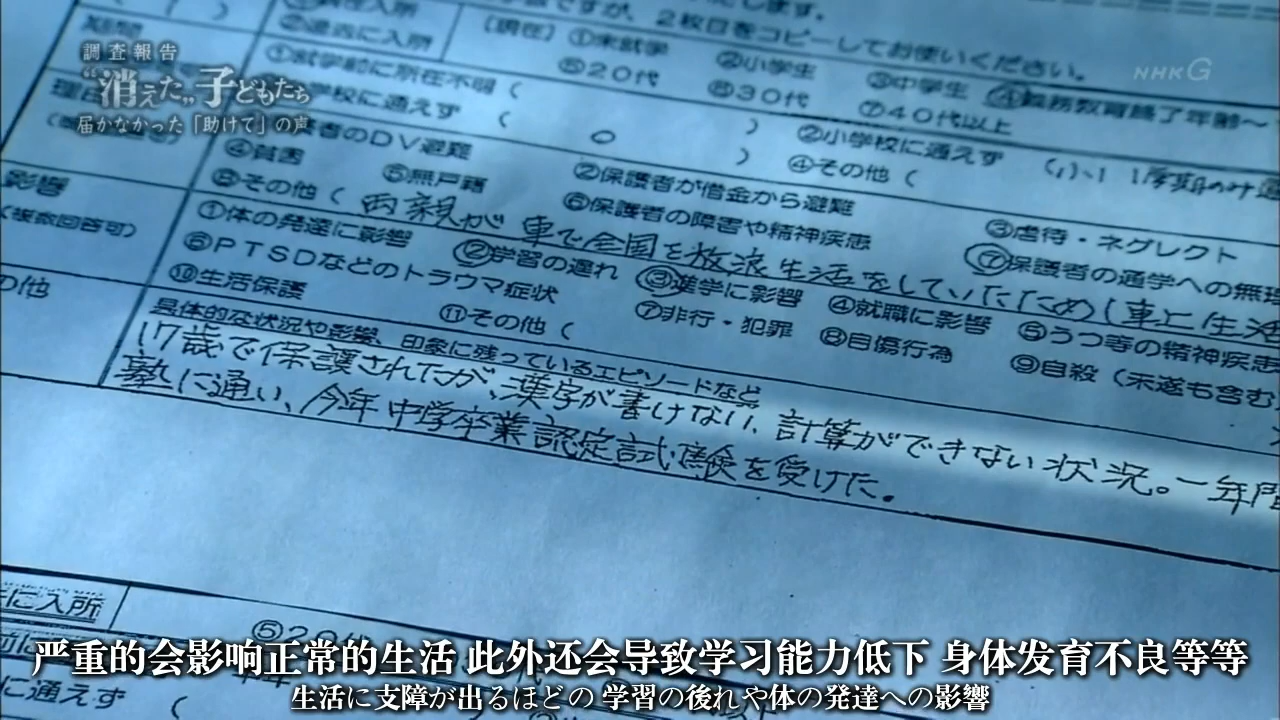 調査報告
“消えた”子どもたち
届かなかった「助けて」の声
NHK G
2枚目をコピーしてお使いください。
②過去に入所
(現在) ①未就学 ②小学生 ③中学生 ④義務教育終了年齢～
⑤20代 ⑥30代 ⑦40代以上
①就学前に所在不明 (
学校に通えず ( 0 ) ②小学校に通えず
) ④その他 (
者のDV避難 ②保護者が借金から避難 ③虐待・ネグレクト
④貧困 ⑤無戸籍 ⑥保護者の障害や精神疾患 ⑦保護者の通学への無理
⑧その他 ( 両親が車で全国を放浪生活をしていたため(車上生活
影響
(複数回答可)
①体の発達に影響 ②学習の遅れ ③進学に影響 ④就職に影響 ⑤うつ等の精神疾患
⑥PTSDなどのトラウマ症状 ⑦非行・犯罪 ⑧自傷行為 ⑨自殺(未遂も含む
⑩生活保護 ⑪その他 (
の他
具体的な状況や影響、印象に残っているエピソードなど
17歳で保護されたが、漢字が書けない、計算ができない状況。一年間
塾に通い、今年中学卒業認定試験を受けた。
に入所
⑤20代
に通えず (
严重的会影响正常的生活 此外还会导致学习能力低下 身体发育不良等等
生活に支障が出るほどの 学習の後れや体の発達への影響